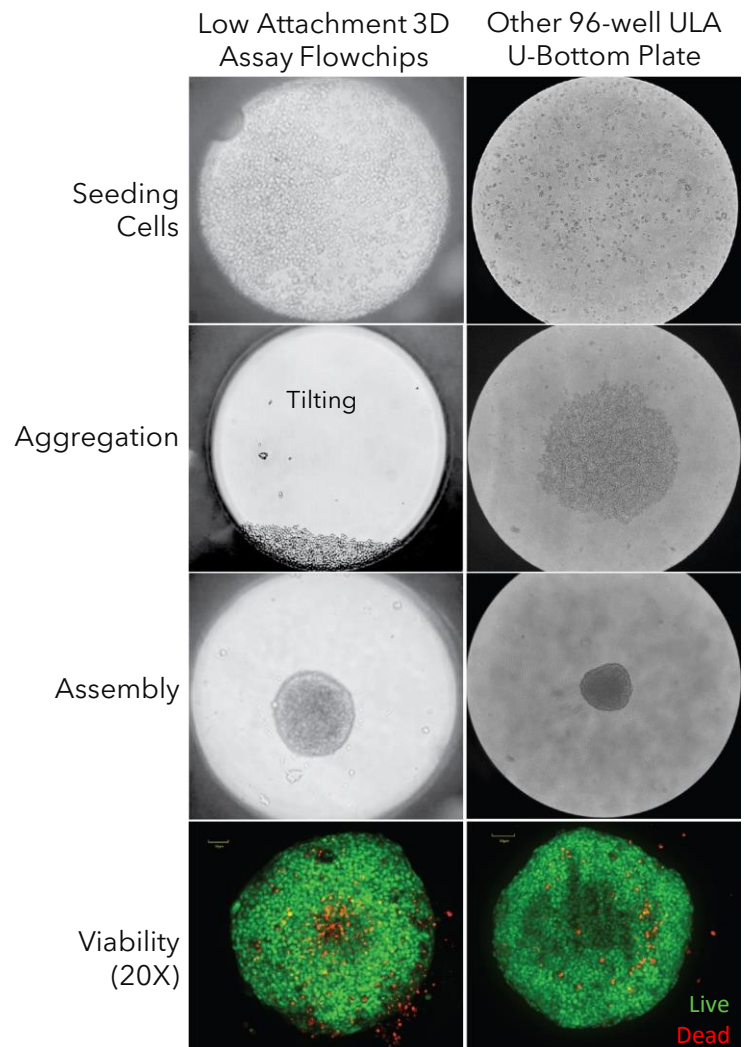 Low Attachment 3D
Assay Flowchips
Other 96-well ULA
U-Bottom Plate
Seeding
Cells
Aggregation
Tilting
Assembly
Viability
(20X)
Live
Dead